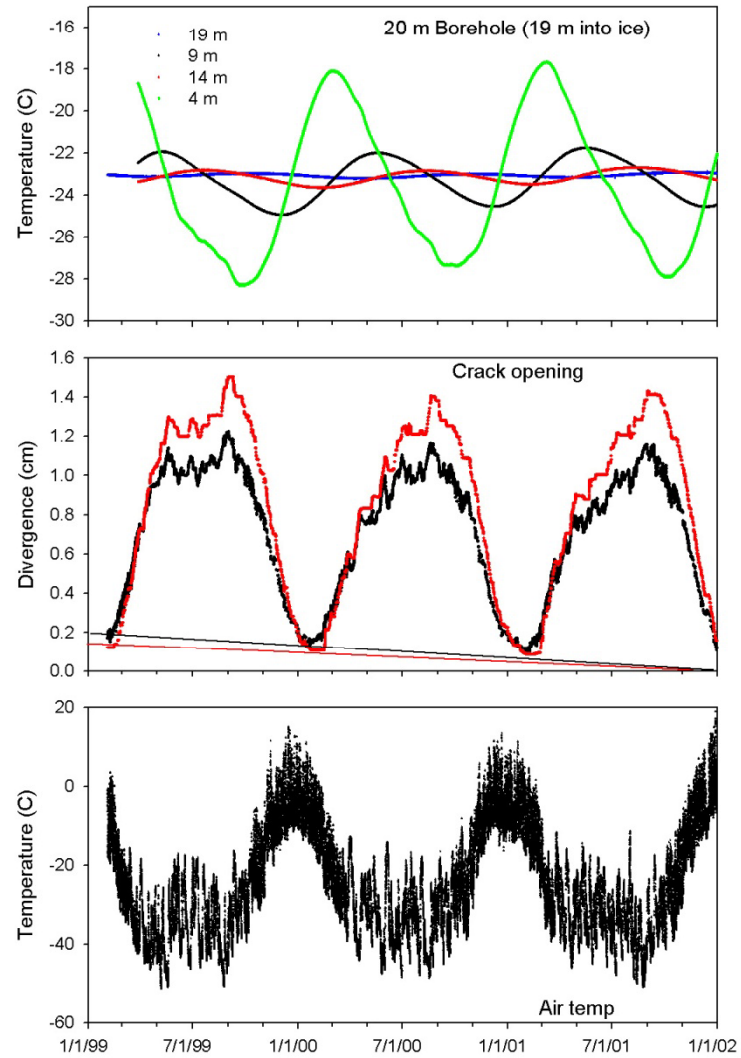 20 m Borehole (19 m into ice)
19 m
9 m
14 m
4 m
Temperature (C)
-16
-18
-20
-22
-24
-26
-28
-30
Crack opening
Divergence (cm)
1.6
1.4
1.2
1.0
0.8
0.6
0.4
0.2
0.0
Temperature (C)
20
0
-20
-40
-60
Air temp
1/1/99 7/1/99 1/1/00 7/1/00 1/1/01 7/1/01 1/1/02